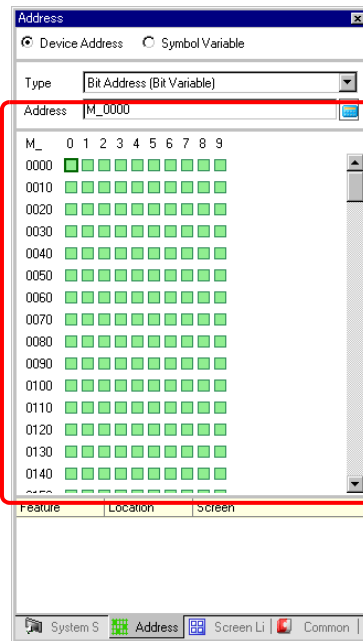 Address
Device Address Symbol Variable
Type Bit Address (Bit Variable)
Address M_0000
M_ 0 1 2 3 4 5 6 7 8 9
0000
0010
0020
0030
0040
0050
0060
0070
0080
0090
0100
0110
0120
0130
0140
Feature Location Screen
System S Address Screen Li Common